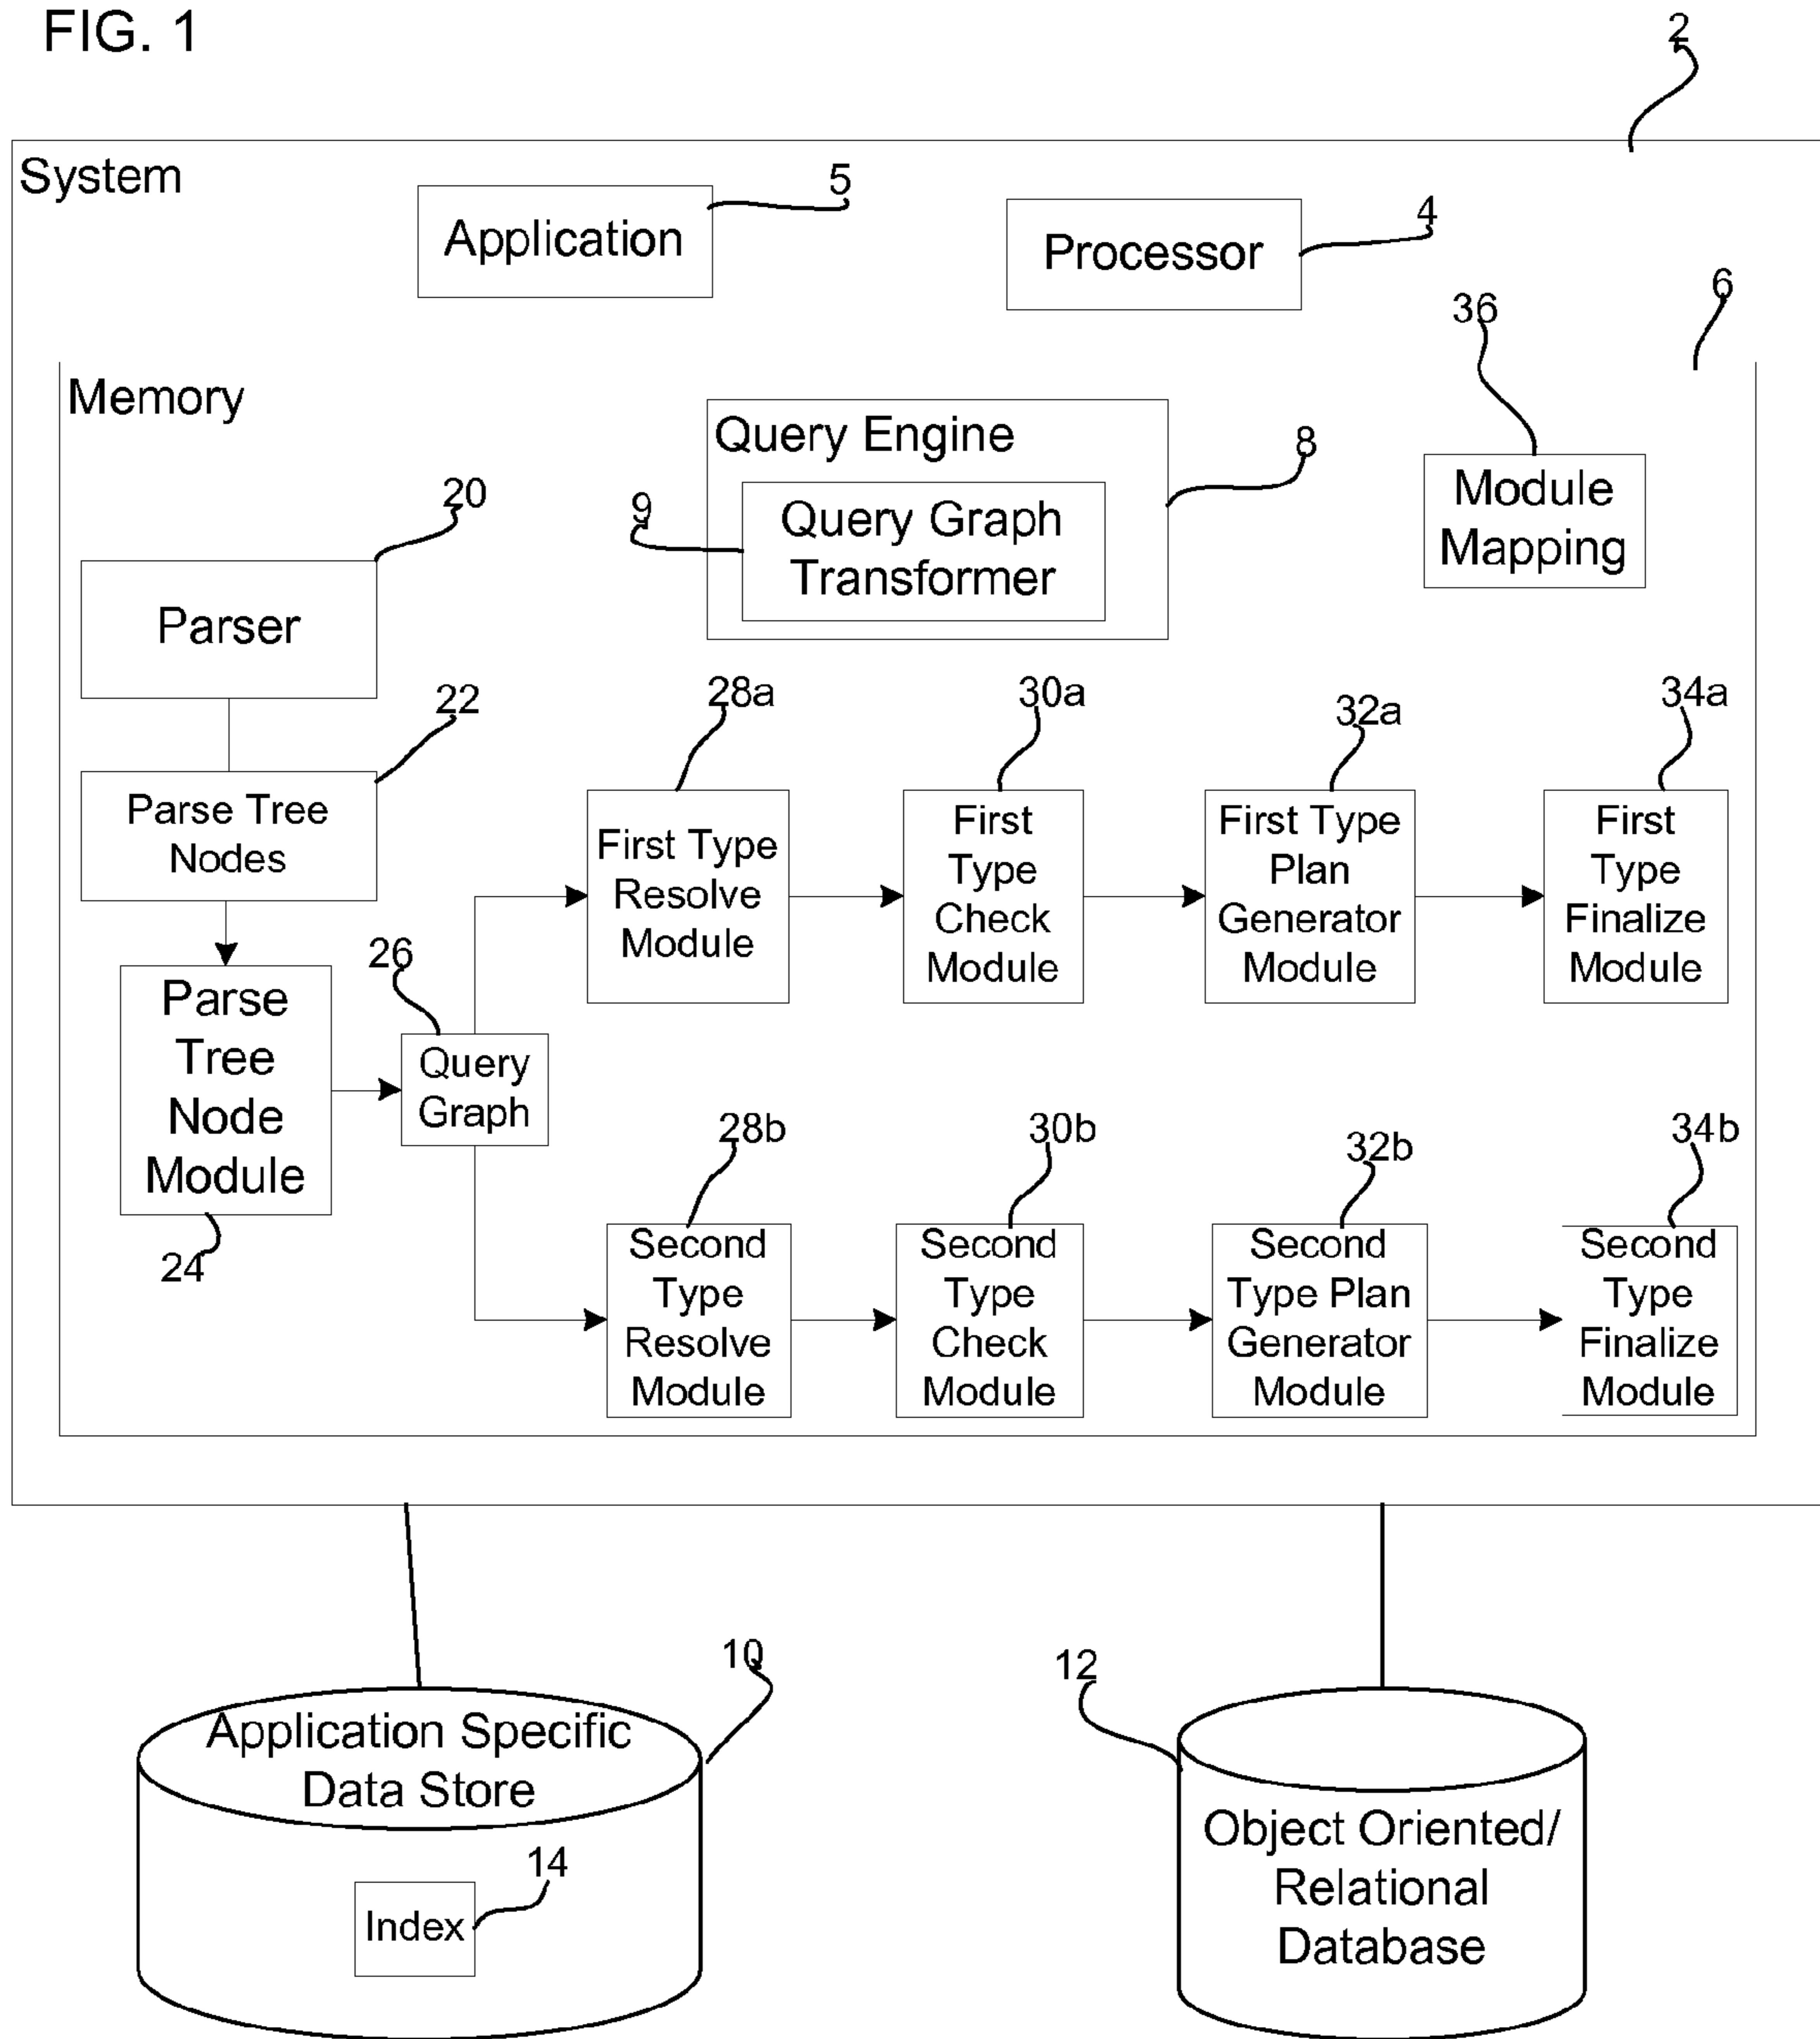 FIG. 1
2
System
5
Application
4
Processor
6
36
Memory
Query Engine
8
9
Query Graph
Transformer
Module
Mapping
20
Parser
22
Parse Tree
Nodes
28a
30a
32a
34a
First Type
Resolve
Module
First
Type
Check
Module
First Type
Plan
Generator
Module
First
Type
Finalize
Module
26
Parse
Tree
Node
Module
24
Query
Graph
28b
30b
32b
34b
Second
Type
Resolve
Module
Second
Type
Check
Module
Second
Type Plan
Generator
Module
Second
Type
Finalize
Module
10
Application Specific
Data Store
14
Index
12
Object Oriented/
Relational
Database